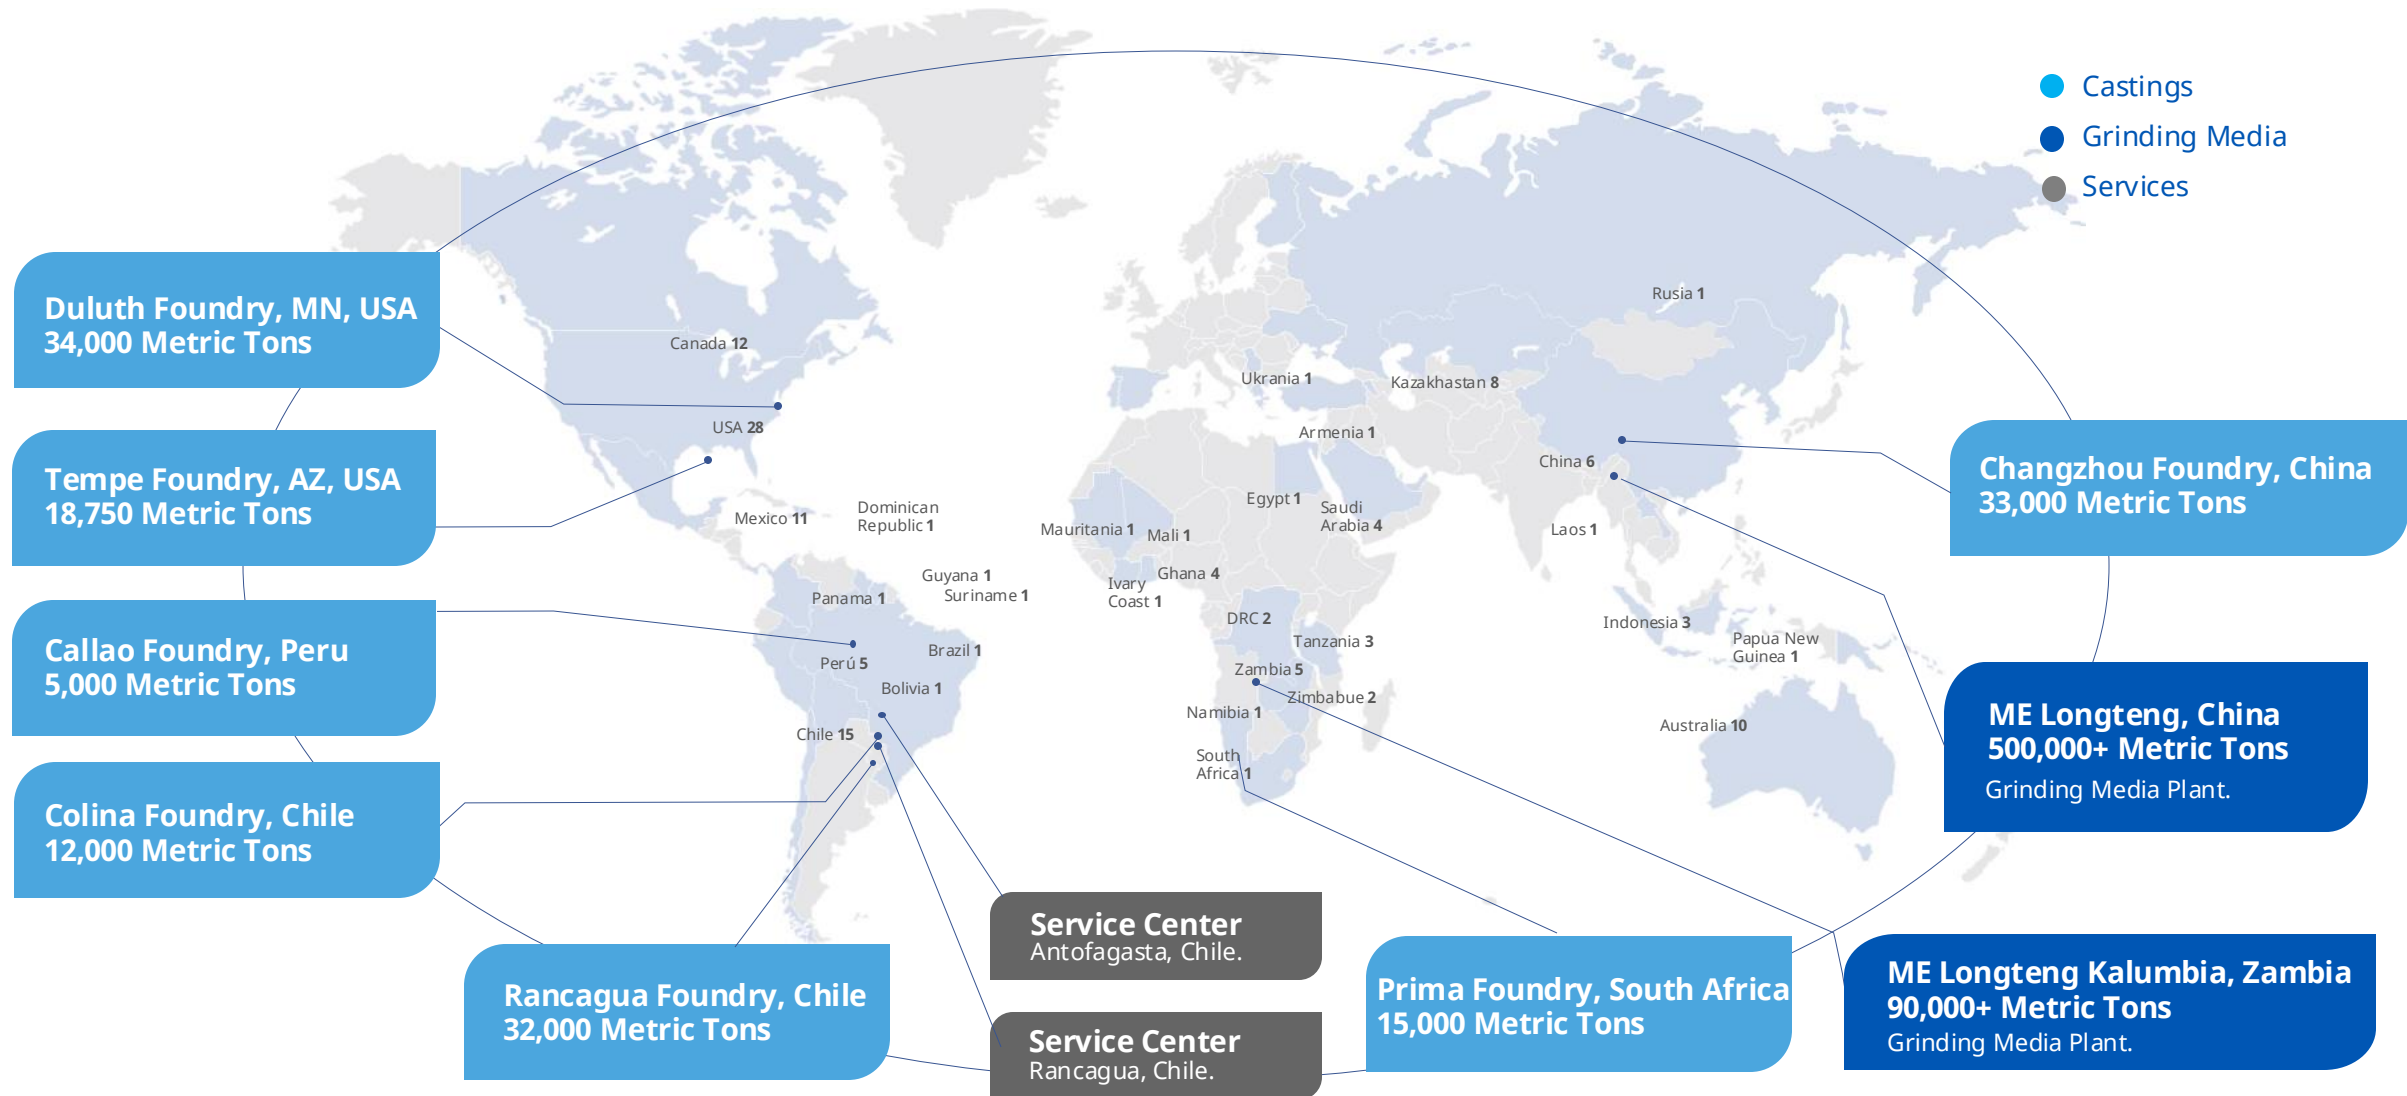 Castings
Grinding Media
Services
Duluth Foundry, MN, USA
34,000 Metric Tons
Tempe Foundry, AZ, USA
18,750 Metric Tons
Callao Foundry, Peru
5,000 Metric Tons
Colina Foundry, Chile
12,000 Metric Tons
Rancagua Foundry, Chile
32,000 Metric Tons
Service Center
Antofagasta, Chile.
Service Center
Rancagua, Chile.
Prima Foundry, South Africa
15,000 Metric Tons
ME Longteng Kalumbia, Zambia
90,000+ Metric Tons
Grinding Media Plant.
ME Longteng, China
500,000+ Metric Tons
Grinding Media Plant.
Changzhou Foundry, China
33,000 Metric Tons
Canada 12
USA 28
Mexico 11
Dominican
Republic 1
Guyana 1
Suriname 1
Panama 1
Brazil 1
Perú 5
Bolivia 1
Chile 15
Rusia 1
Ukrania 1
Kazakhastan 8
Armenia 1
China 6
Egypt 1
Saudi
Arabia 4
Mauritania 1
Mali 1
Laos 1
Ghana 4
Ivary
Coast 1
DRC 2
Tanzania 3
Zambia 5
Zimbabue 2
Namibia 1
South
Africa 1
Indonesia 3
Papua New
Guinea 1
Australia 10